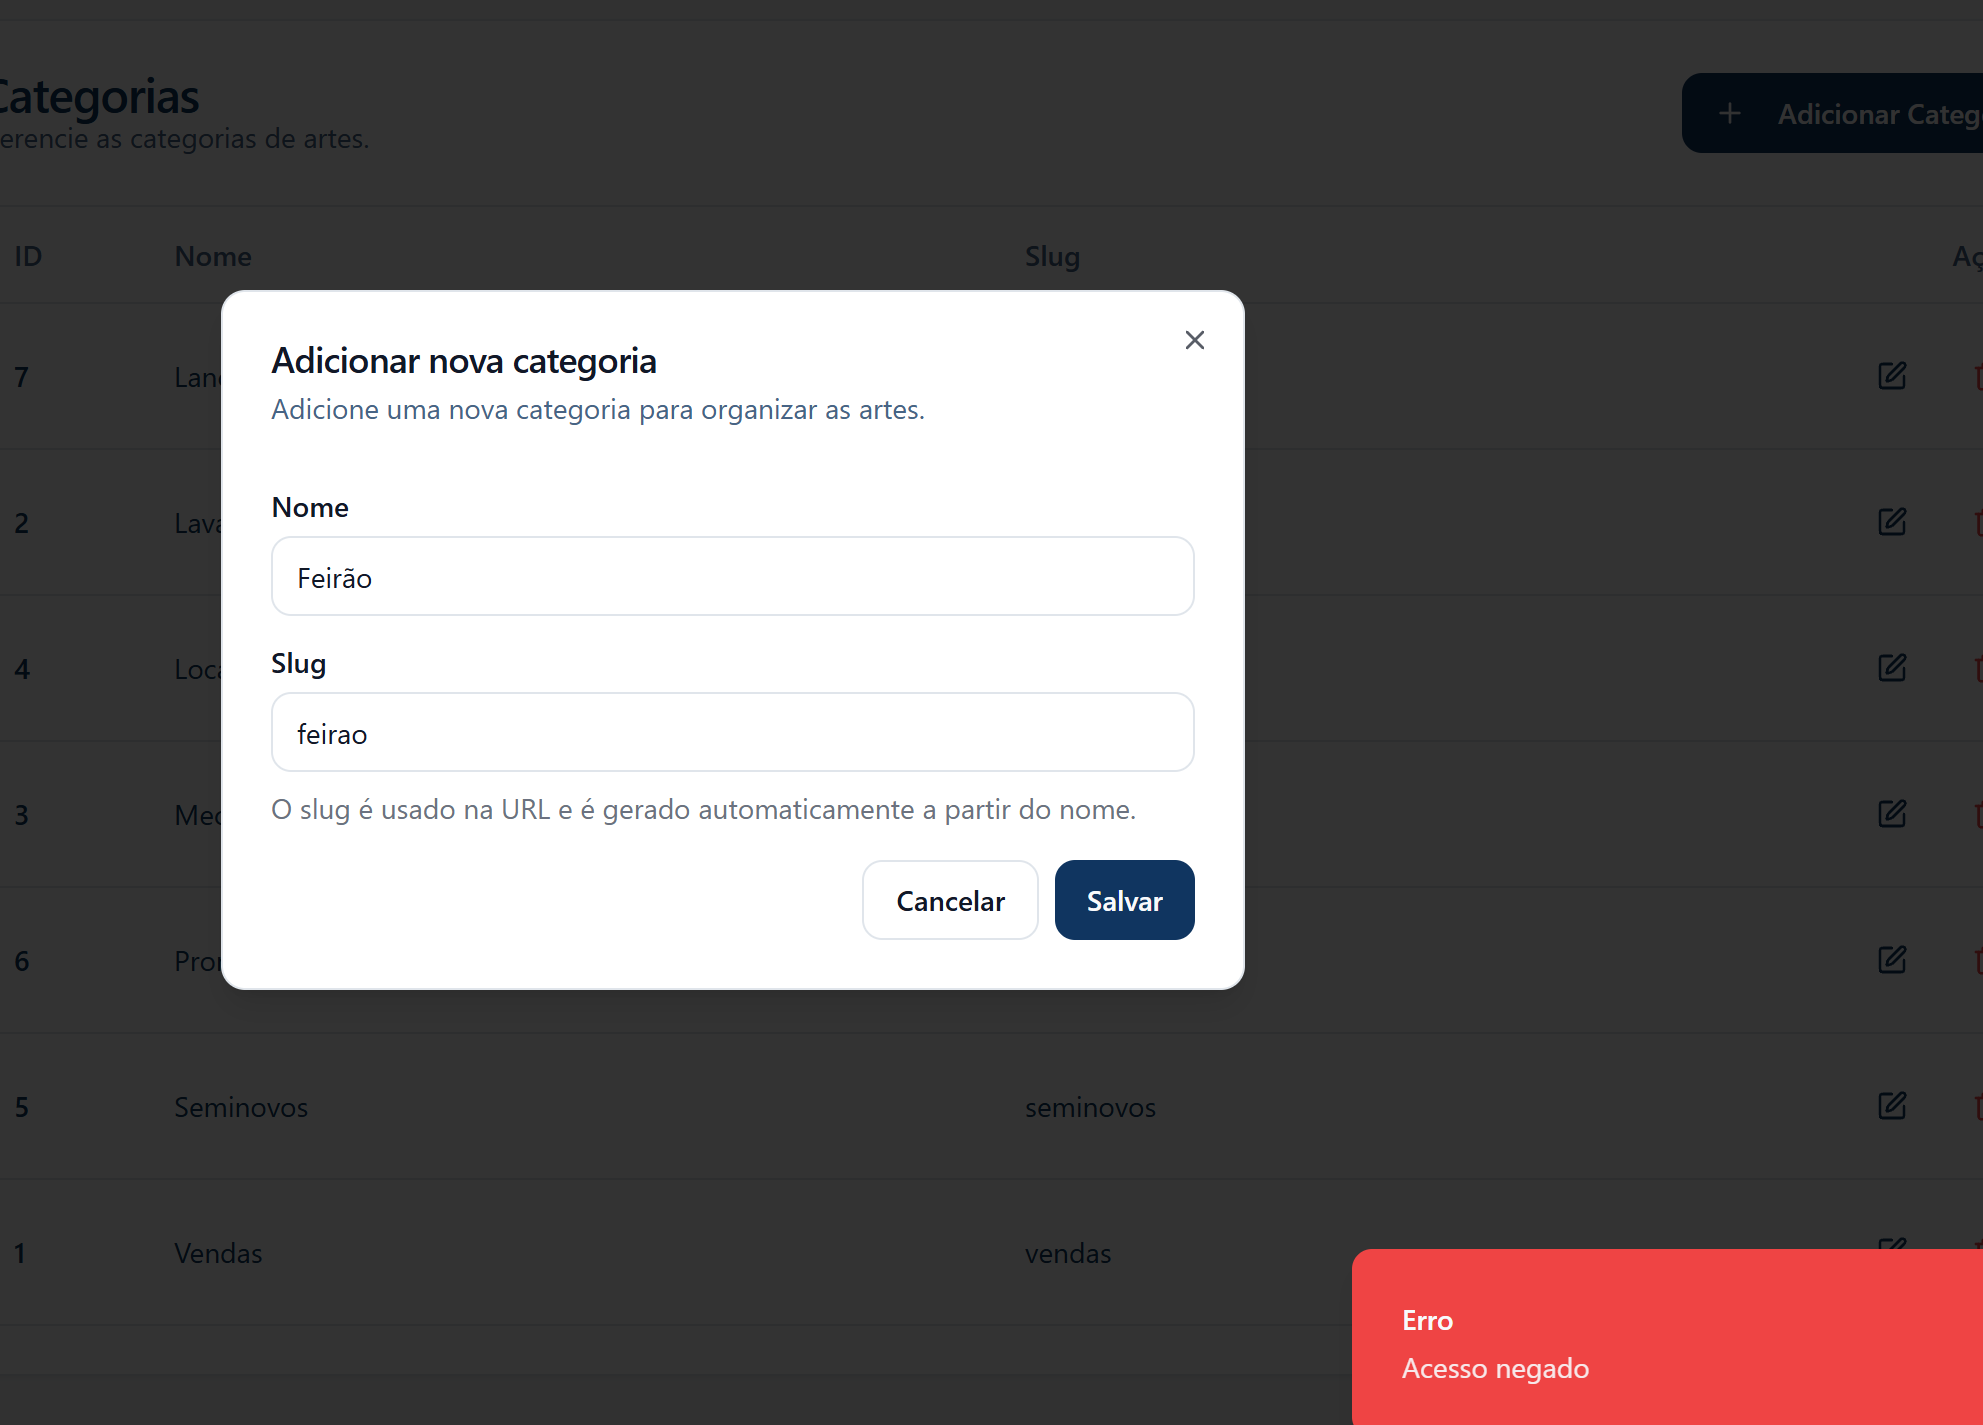 Categorias
erencie as categorias de artes.
+ Adicionar Categ
ID Nome Slug Aç
Adicionar nova categoria
Adicione uma nova categoria para organizar as artes.
7 Lan
2 Lava
Nome
Feirão
4 Loca
Slug
feirao
3 Mec
O slug é usado na URL e é gerado automaticamente a partir do nome.
Cancelar Salvar
6 Pro
5 Seminovos seminovos
1 Vendas vendas
Erro
Acesso negado